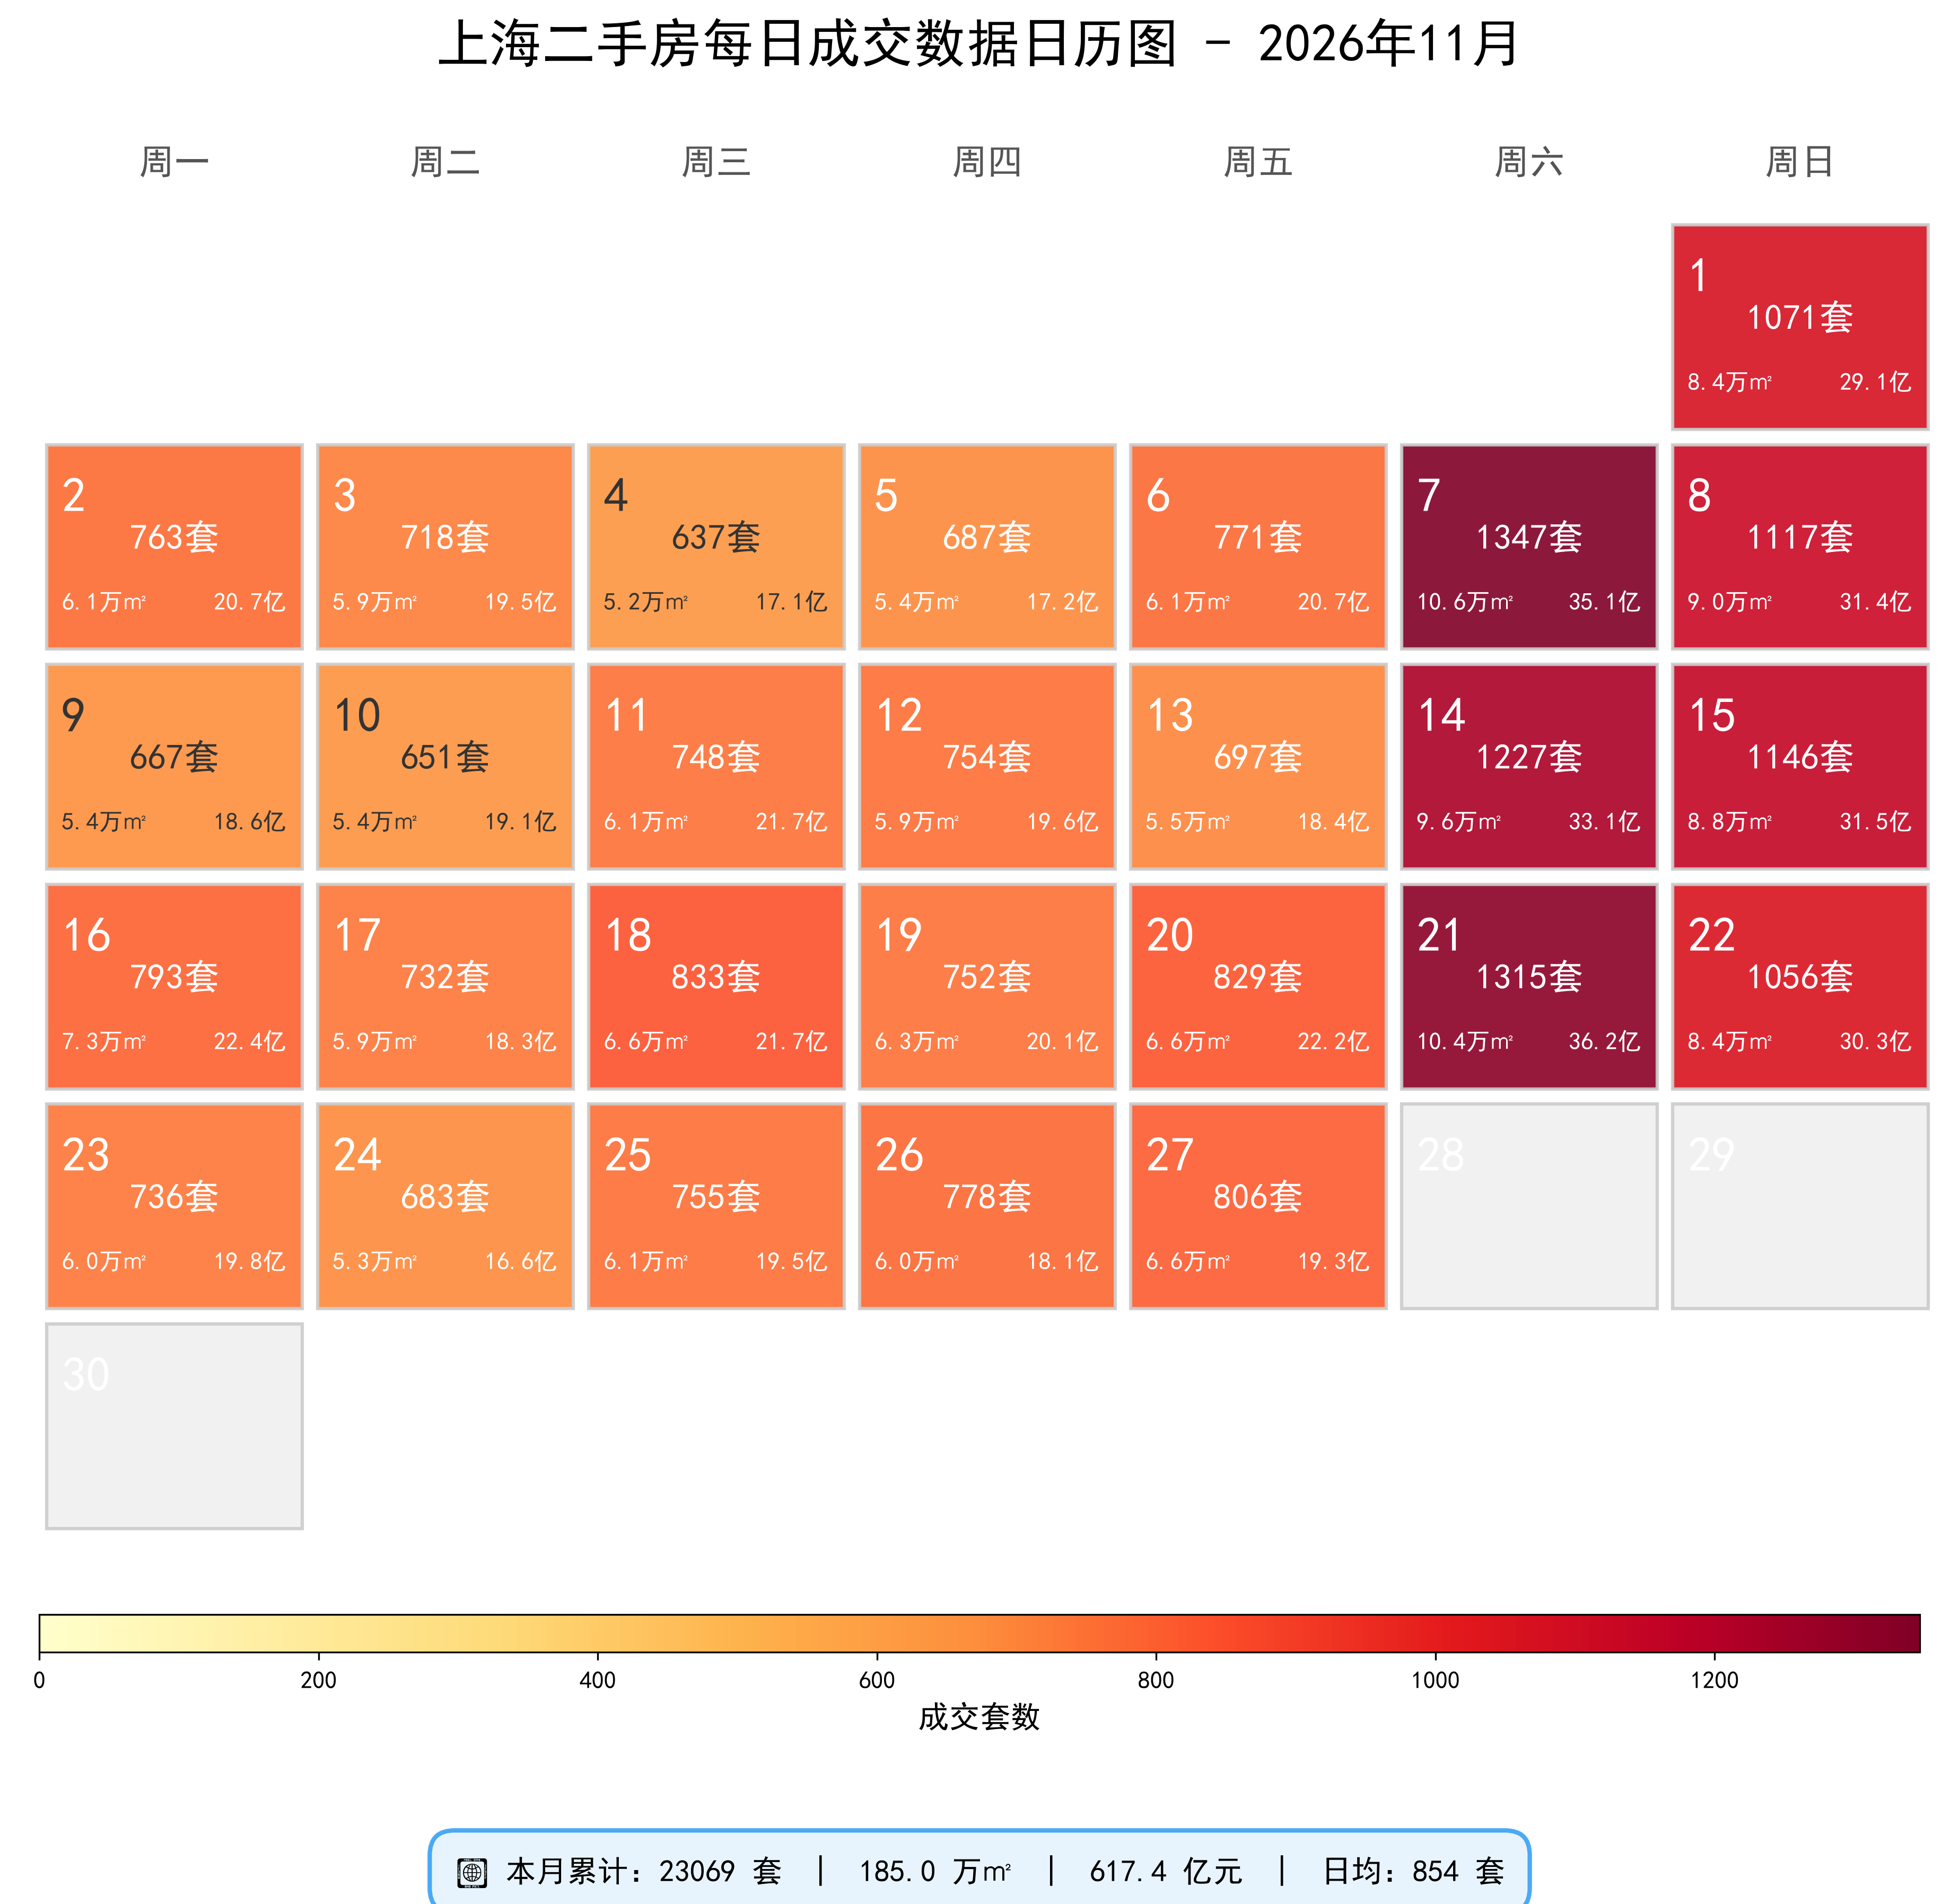 上海二手房每日成交数据日历图 - 2026年11月
周一 周二 周三 周四 周五 周六 周日
1
1071套
8.4万㎡ 29.1亿
2 3 4 5 6 7 8
763套 718套 637套 687套 771套 1347套 1117套
6.1万㎡ 20.7亿 5.9万㎡ 19.5亿 5.2万㎡ 17.1亿 5.4万㎡ 17.2亿 6.1万㎡ 20.7亿 10.6万㎡ 35.1亿 9.0万㎡ 31.4亿
9 10 11 12 13 14 15
667套 651套 748套 754套 697套 1227套 1146套
5.4万㎡ 18.6亿 5.4万㎡ 19.1亿 6.1万㎡ 21.7亿 5.9万㎡ 19.6亿 5.5万㎡ 18.4亿 9.6万㎡ 33.1亿 8.8万㎡ 31.5亿
16 17 18 19 20 21 22
793套 732套 833套 752套 829套 1315套 1056套
7.3万㎡ 22.4亿 5.9万㎡ 18.3亿 6.6万㎡ 21.7亿 6.3万㎡ 20.1亿 6.6万㎡ 22.2亿 10.4万㎡ 36.2亿 8.4万㎡ 30.3亿
23 24 25 26 27 28 29
736套 683套 755套 778套 806套
6.0万㎡ 19.8亿 5.3万㎡ 16.6亿 6.1万㎡ 19.5亿 6.0万㎡ 18.1亿 6.6万㎡ 19.3亿
30
0 200 400 600 800 1000 1200
成交套数
本月累计: 23069 套 | 185.0 万㎡ | 617.4 亿元 | 日均: 854 套